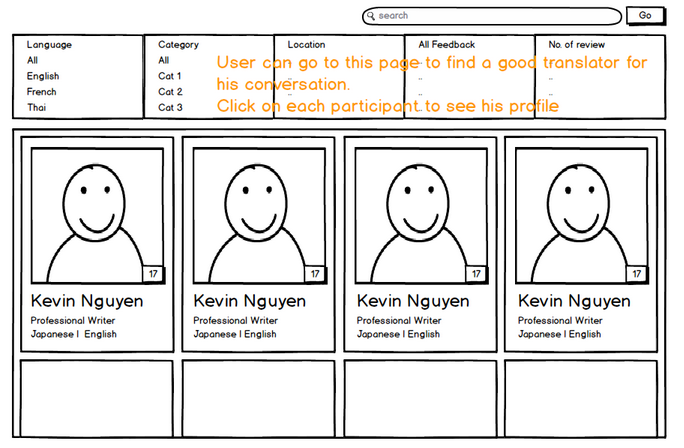 search
Go
Language
Category
Location
All Feedback
No. of review
All
All
User can go to this page to find a good translator for
English
Cat 1
his conversation.
French
Cat 2
Thai
Cat 3
Click on each participant to see his profile
17
17
17
17
Kevin Nguyen
Kevin Nguyen
Kevin Nguyen
Kevin Nguyen
Professional Writer
Professional Writer
Professional Writer
Professional Writer
Japanese | English
Japanese | English
Japanese | English
Japanese | English